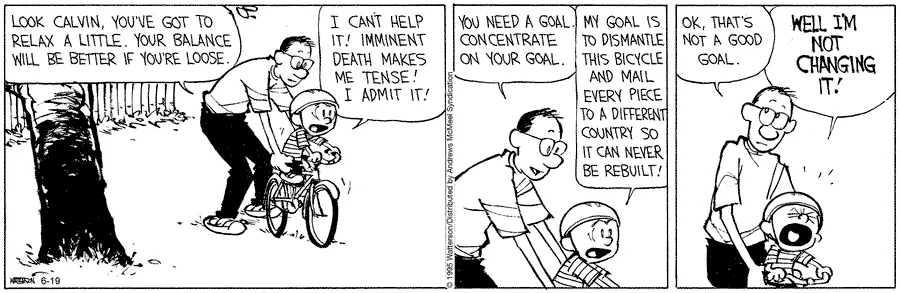 LOOK CALVIN, YOU'VE GOT TO
RELAX A LITTLE. YOUR BALANCE
WILL BE BETTER IF YOU'RE LOOSE.
I CAN'T HELP
IT! IMMINENT
DEATH MAKES
ME TENSE!
I ADMIT IT!
YOU NEED A GOAL.
CONCENTRATE
ON YOUR GOAL.
MY GOAL IS
TO DISMANTLE
THIS BICYCLE
AND MAIL
EVERY PIECE
TO A DIFFERENT
COUNTRY SO
IT CAN NEVER
BE REBUILT!
OK, THAT'S
NOT A GOOD
GOAL.
WELL I'M
NOT
CHANGING
IT!
WATTERSON 6-19
© 1995 Watterson/Distributed by Andrews McMeel Syndication